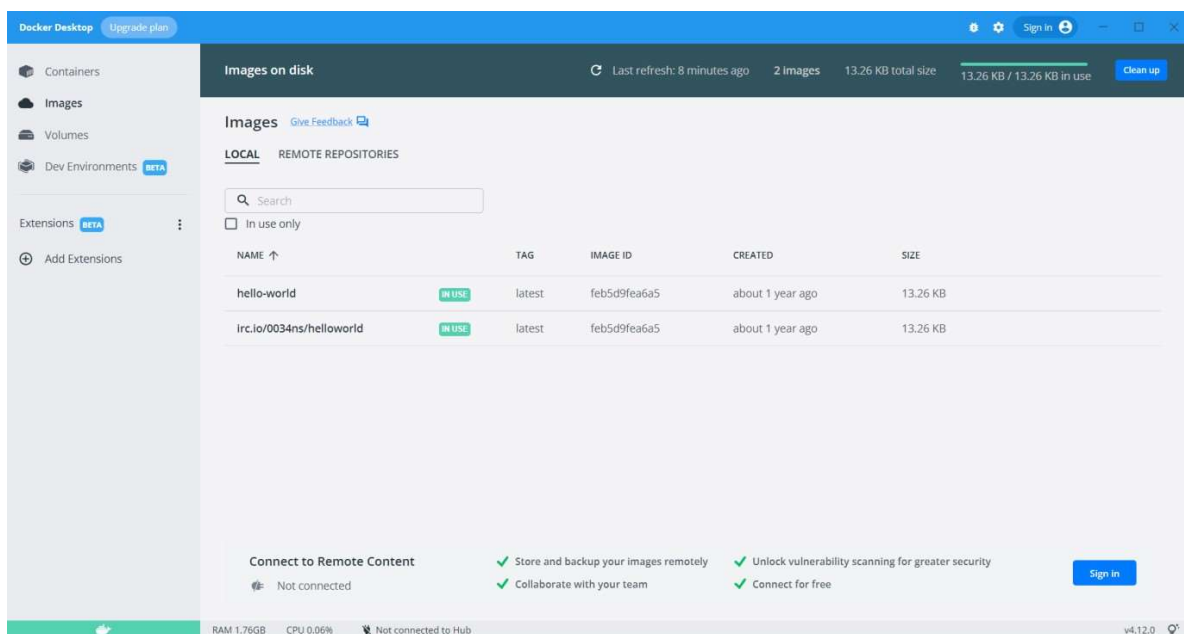 Docker Desktop Upgrade plan Sign in
Containers
Images
Volumes
Dev Environments BETA
Extensions BETA
Add Extensions
Images on disk Last refresh: 8 minutes ago 2 images 13.26 KB total size 13.26 KB / 13.26 KB in use Clean up
Images Give Feedback
LOCAL REMOTE REPOSITORIES
Search
In use only
NAME TAG IMAGE ID CREATED SIZE
hello-world IN USE latest feb5d9fea6a5 about 1 year ago 13.26 KB
irc.io/0034ns/helloworld IN USE latest feb5d9fea6a5 about 1 year ago 13.26 KB
Connect to Remote Content
Not connected
Store and backup your images remotely
Collaborate with your team
Unlock vulnerability scanning for greater security
Connect for free
Sign in
RAM 1.76GB CPU 0.06% Not connected to Hub v4.12.0